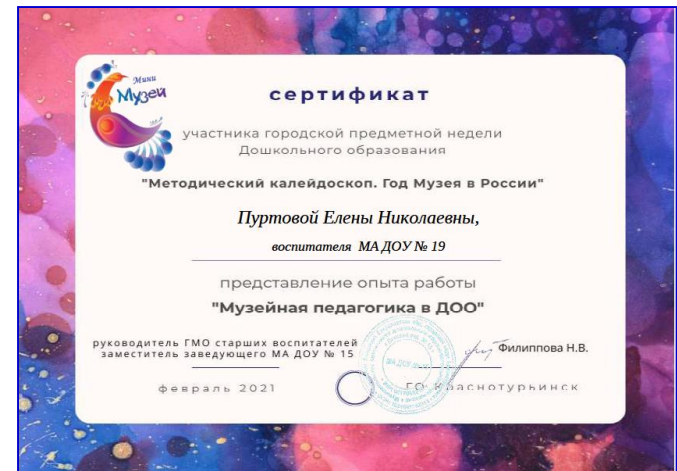 Мини
Музей
сертификат
участника городской предметной недели
Дошкольного образования
"Методический калейдоскоп. Год Музея в России"
Пуртовой Елены Николаевны,
воспитателя МА ДОУ № 19
представление опыта работы
"Музейная педагогика в ДОО"
руководитель ГМО старших воспитателей
заместитель заведующего МА ДОУ № 15
Филиппова Н.В.
февраль 2021
ГО Краснотурьинск